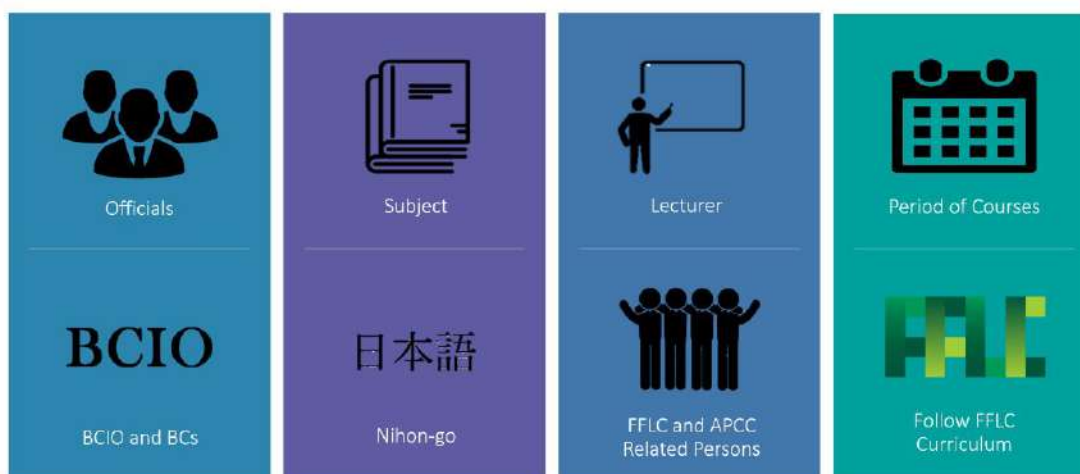 Officials
BCIO
BCIO and BCs
Subject
日本語
Nihon-go
Lecturer
FFLC and APCC
Related Persons
Period of Courses
FFLC
Follow FFLC
Curriculum